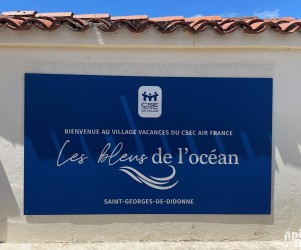 CSE
BIENVENUE AU VILLAGE VACANCES DU CSEC AIR FRANCE
Les bleus de l'océan
SAINT-GEORGES-DE-DIDONNE